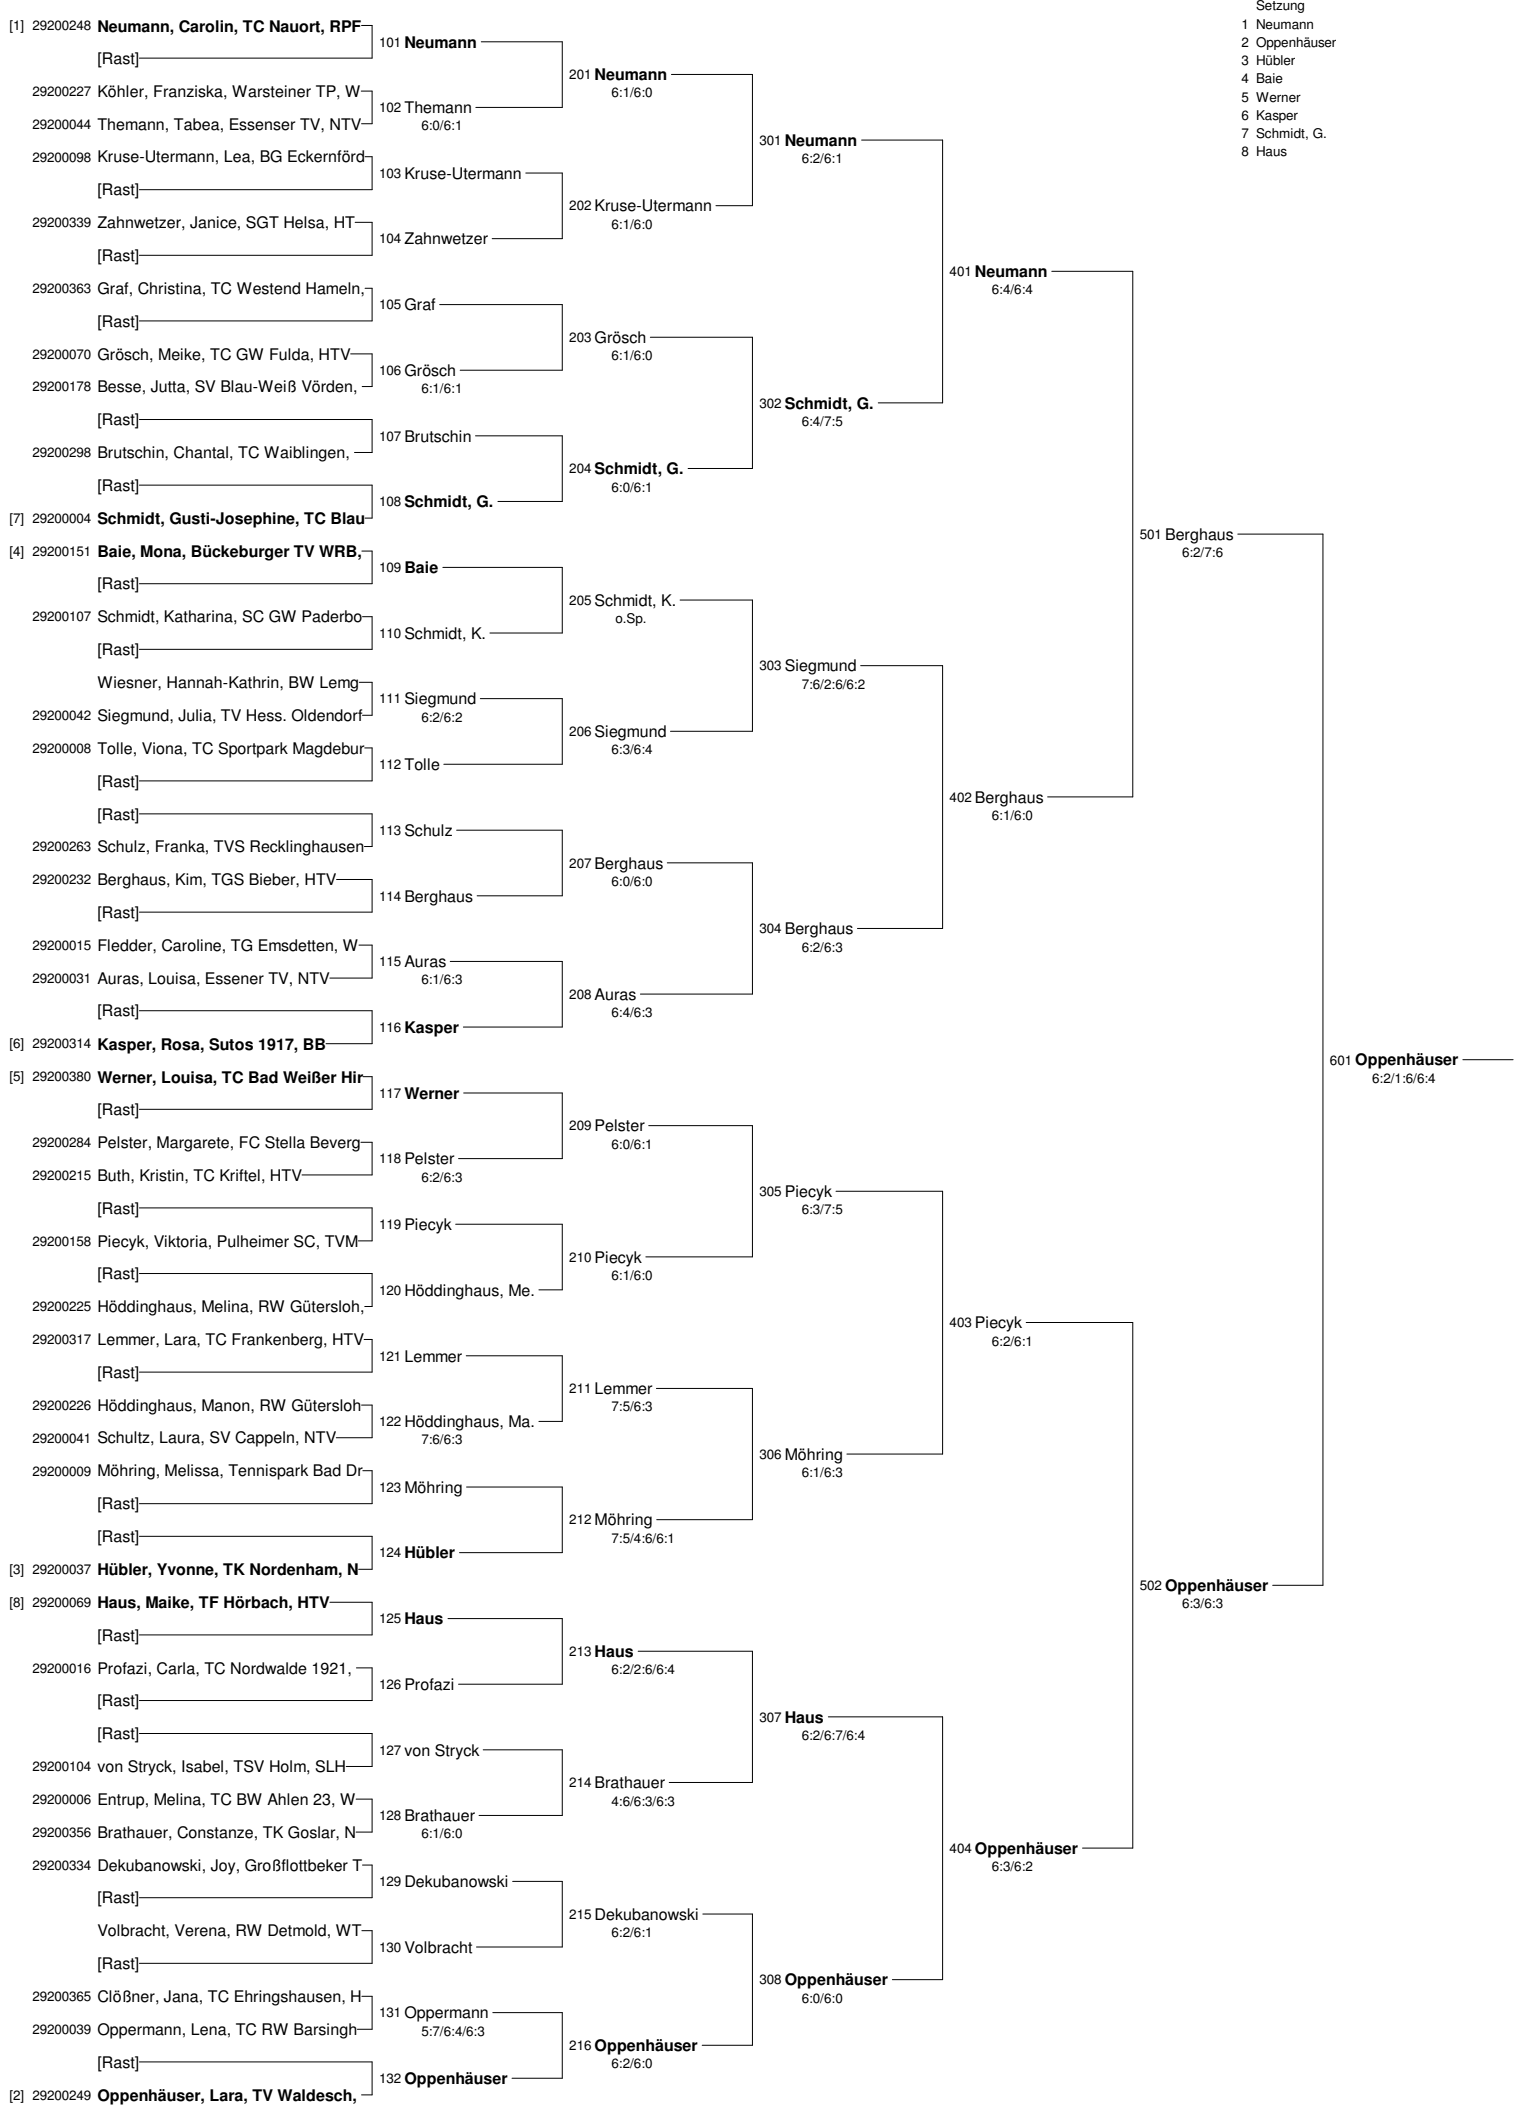 Setzung
1 Neumann
2 Oppenhäuser
3 Hübler
4 Baie
5 Werner
6 Kasper
7 Schmidt, G.
8 Haus
[1] 29200248 Neumann, Carolin, TC Nauort, RPF
[Rast]
29200227 Köhler, Franziska, Warsteiner TP, W
29200044 Themann, Tabea, Essenser TV, NTV
29200098 Kruse-Utermann, Lea, BG Eckernförd
[Rast]
29200339 Zahnwetzer, Janice, SGT Helsa, HT
[Rast]
29200363 Graf, Christina, TC Westend Hameln,
[Rast]
29200070 Grösch, Meike, TC GW Fulda, HTV
29200178 Besse, Jutta, SV Blau-Weiß Vörden,
[Rast]
29200298 Brutschin, Chantal, TC Waiblingen,
[Rast]
[7] 29200004 Schmidt, Gusti-Josephine, TC Blau
[4] 29200151 Baie, Mona, Bückeburger TV WRB,
[Rast]
29200107 Schmidt, Katharina, SC GW Paderbo
[Rast]
Wiesner, Hannah-Kathrin, BW Lemg
29200042 Siegmund, Julia, TV Hess. Oldendorf
29200008 Tolle, Viona, TC Sportpark Magdebur
[Rast]
[Rast]
29200263 Schulz, Franka, TVS Recklinghausen
29200232 Berghaus, Kim, TGS Bieber, HTV
[Rast]
29200015 Fledder, Caroline, TG Emsdetten, W
29200031 Auras, Louisa, Essener TV, NTV
[Rast]
[6] 29200314 Kasper, Rosa, Sutos 1917, BB
[5] 29200380 Werner, Louisa, TC Bad Weißer Hir
[Rast]
29200284 Pelster, Margarete, FC Stella Beverg
29200215 Buth, Kristin, TC Kriftel, HTV
[Rast]
29200158 Piecyk, Viktoria, Pulheimer SC, TVM
[Rast]
29200225 Höddinghaus, Melina, RW Gütersloh,
29200317 Lemmer, Lara, TC Frankenberg, HTV
[Rast]
29200226 Höddinghaus, Manon, RW Gütersloh
29200041 Schultz, Laura, SV Cappeln, NTV
29200009 Möhring, Melissa, Tennispark Bad Dr
[Rast]
[Rast]
[3] 29200037 Hübler, Yvonne, TK Nordenham, N
[8] 29200069 Haus, Maike, TF Hörbach, HTV
[Rast]
29200016 Profazi, Carla, TC Nordwalde 1921,
[Rast]
[Rast]
29200104 von Stryck, Isabel, TSV Holm, SLH
29200006 Entrup, Melina, TC BW Ahlen 23, W
29200356 Brathauer, Constanze, TK Goslar, N
29200334 Dekubanowski, Joy, Großflottbeker T
[Rast]
Volbracht, Verena, RW Detmold, WT
[Rast]
29200365 Clößner, Jana, TC Ehringshausen, H
29200039 Oppermann, Lena, TC RW Barsingh
[Rast]
[2] 29200249 Oppenhäuser, Lara, TV Waldesch,
101 Neumann
102 Themann
6:0/6:1
103 Kruse-Utermann
104 Zahnwetzer
105 Graf
106 Grösch
6:1/6:1
107 Brutschin
108 Schmidt, G.
109 Baie
110 Schmidt, K.
111 Siegmund
6:2/6:2
112 Tolle
113 Schulz
114 Berghaus
115 Auras
6:1/6:3
116 Kasper
117 Werner
118 Pelster
6:2/6:3
119 Piecyk
120 Höddinghaus, Me.
121 Lemmer
122 Höddinghaus, Ma.
7:6/6:3
123 Möhring
124 Hübler
125 Haus
126 Profazi
127 von Stryck
128 Brathauer
6:1/6:0
129 Dekubanowski
130 Volbracht
131 Oppermann
5:7/6:4/6:3
132 Oppenhäuser
201 Neumann
6:1/6:0
202 Kruse-Utermann
6:1/6:0
203 Grösch
6:1/6:0
204 Schmidt, G.
6:0/6:1
205 Schmidt, K.
o.Sp.
206 Siegmund
6:3/6:4
207 Berghaus
6:0/6:0
208 Auras
6:4/6:3
209 Pelster
6:0/6:1
210 Piecyk
6:1/6:0
211 Lemmer
7:5/6:3
212 Möhring
7:5/4:6/6:1
213 Haus
6:2/2:6/6:4
214 Brathauer
4:6/6:3/6:3
215 Dekubanowski
6:2/6:1
216 Oppenhäuser
6:2/6:0
301 Neumann
6:2/6:1
302 Schmidt, G.
6:4/7:5
303 Siegmund
7:6/2:6/6:2
304 Berghaus
6:2/6:3
305 Piecyk
6:3/7:5
306 Möhring
6:1/6:3
307 Haus
6:2/6:7/6:4
308 Oppenhäuser
6:0/6:0
401 Neumann
6:4/6:4
402 Berghaus
6:1/6:0
403 Piecyk
6:2/6:1
404 Oppenhäuser
6:3/6:2
501 Berghaus
6:2/7:6
502 Oppenhäuser
6:3/6:3
601 Oppenhäuser
6:2/1:6/6:4